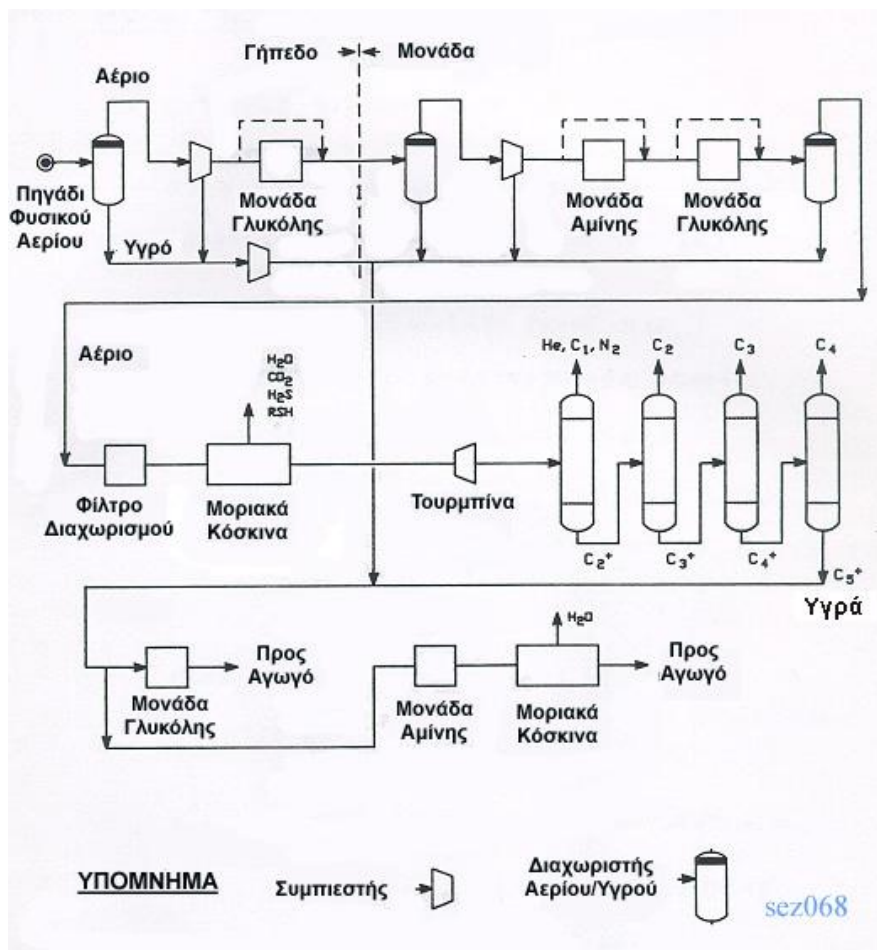 Γήπεδο
Μονάδα
Αέριο
Πηγάδι
Φυσικού
Αερίου
Υγρό
Μονάδα
Γλυκόλης
Μονάδα
Αμίνης
Μονάδα
Γλυκόλης
Αέριο
H₂O
CO₂
H₂S
RSH
He, C₁, N₂
C₂
C₃
C₄
Φίλτρο
Διαχωρισμού
Μοριακά
Κόσκινα
Τουρμπίνα
C₂⁺
C₃⁺
C₄⁺
C₅⁺
Υγρά
Μονάδα
Γλυκόλης
Προς
Αγωγό
Μονάδα
Αμίνης
H₂O
Μοριακά
Κόσκινα
Προς
Αγωγό
ΥΠΟΜΝΗΜΑ
Συμπιεστής
Διαχωριστής
Αερίου/Υγρού
sez068